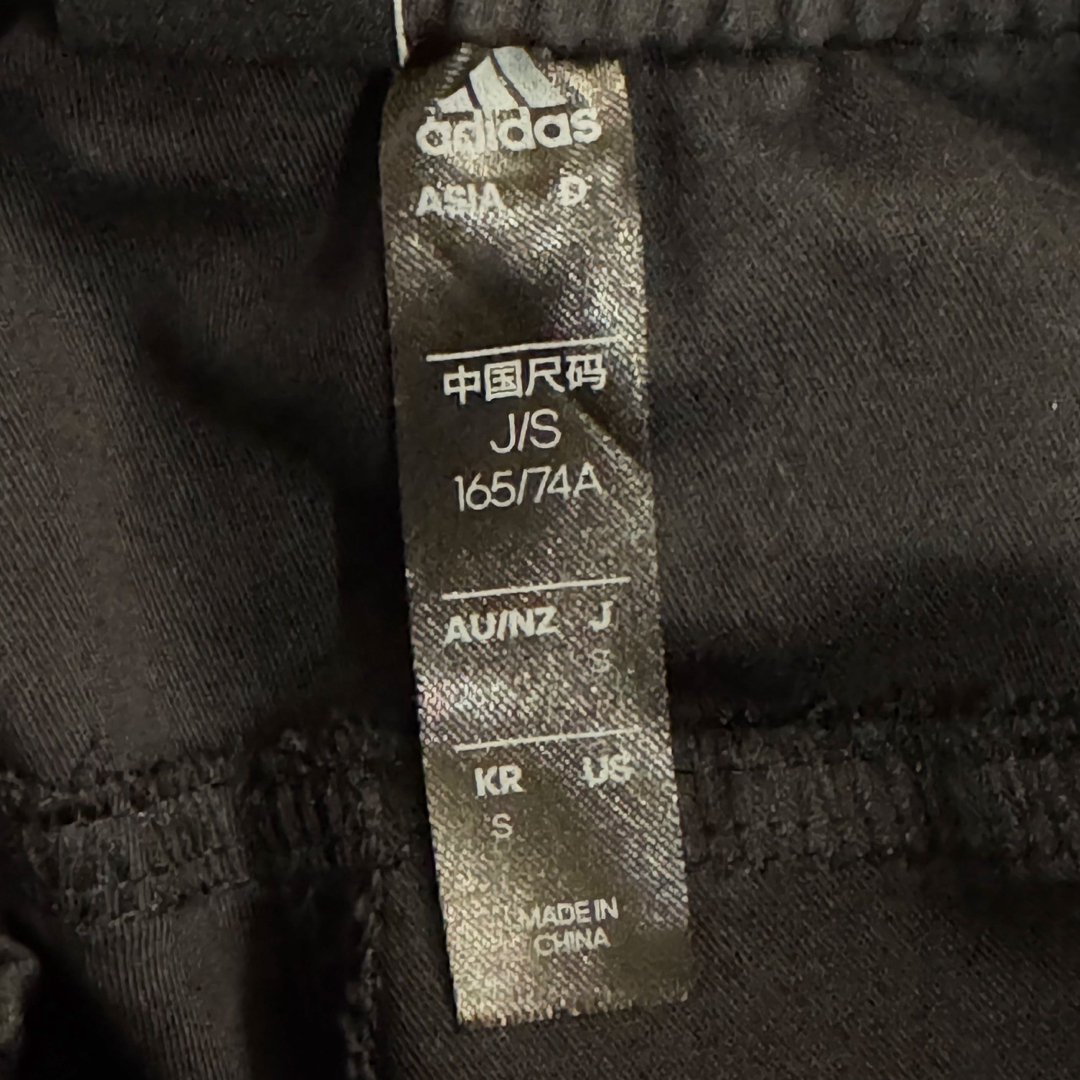 adidas
ASIA D
中国尺码
J/S
165/74A
AU/NZ J
S
KR US
S
MADE IN
CHINA